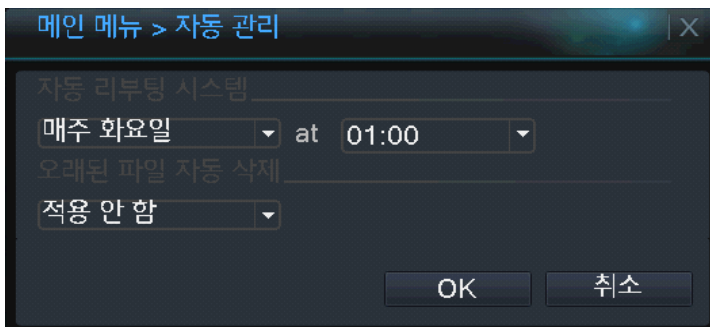 메인 메뉴 > 자동 관리
자동 리부팅 시스템
매주 화요일 at 01:00
오래된 파일 자동 삭제
적용 안 함
OK 취소